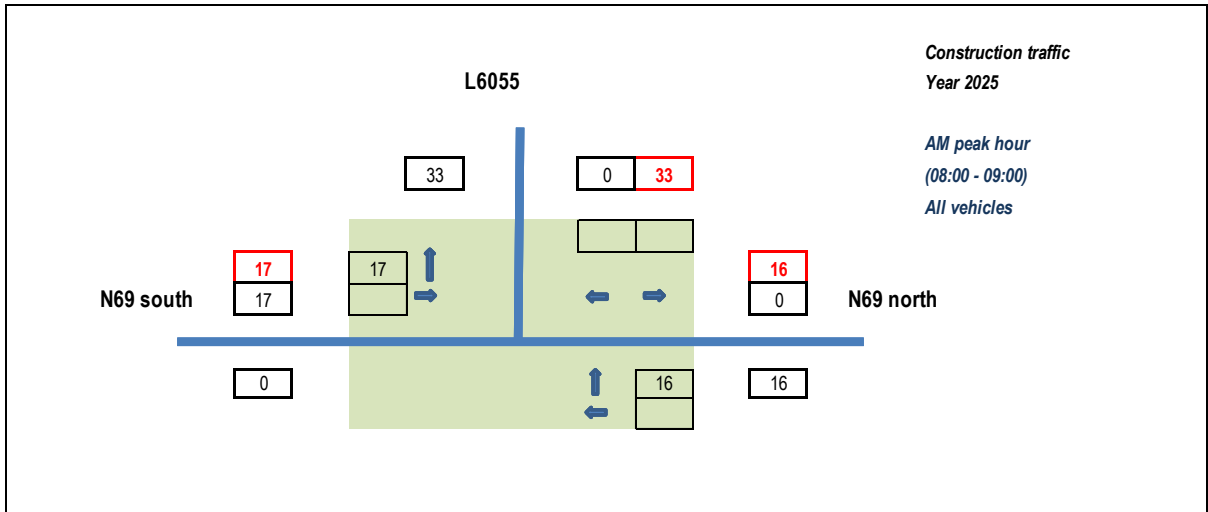 Construction traffic
L6055
Year 2025
AM peak hour
33
0 33
(08:00 - 09:00)
All vehicles
17 17
16
N69 south
17
0
N69 north
0
16
16